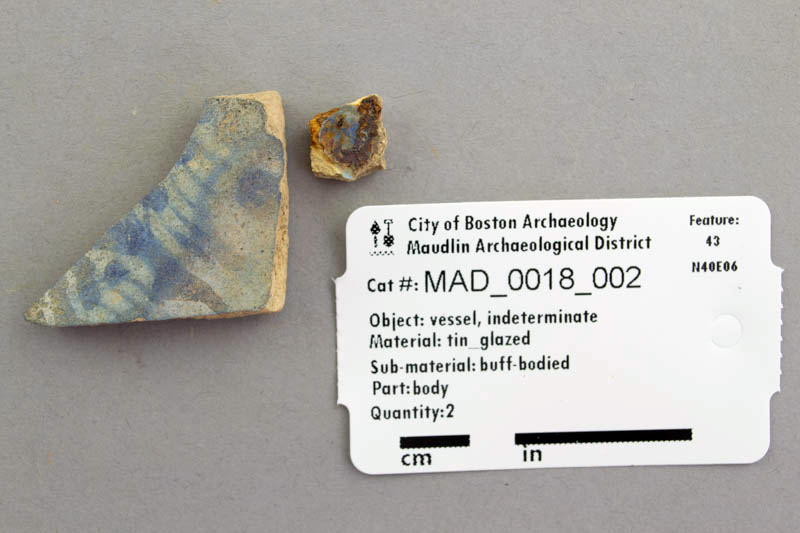 City of Boston Archaeology
Maudlin Archaeological District
Feature:
43
N40E06
Cat #: MAD_0018_002
Object: vessel, indeterminate
Material: tin_glazed
Sub-material: buff-bodied
Part: body
Quantity: 2
cm
in